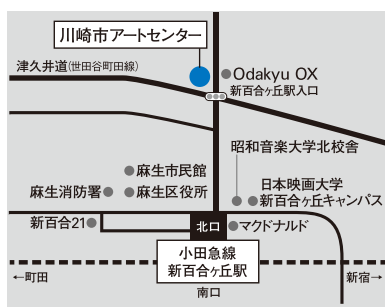 川崎市アートセンター
津久井道(世田谷町田線)
Odakyu OX
新百合ヶ丘駅入口
昭和音楽大学北校舎
麻生市民館
日本映画大学
麻生消防署
麻生区役所
新百合ヶ丘キャンパス
新百合21
北口
マクドナルド
小田急線
新百合ヶ丘駅
←町田
新宿→
南口